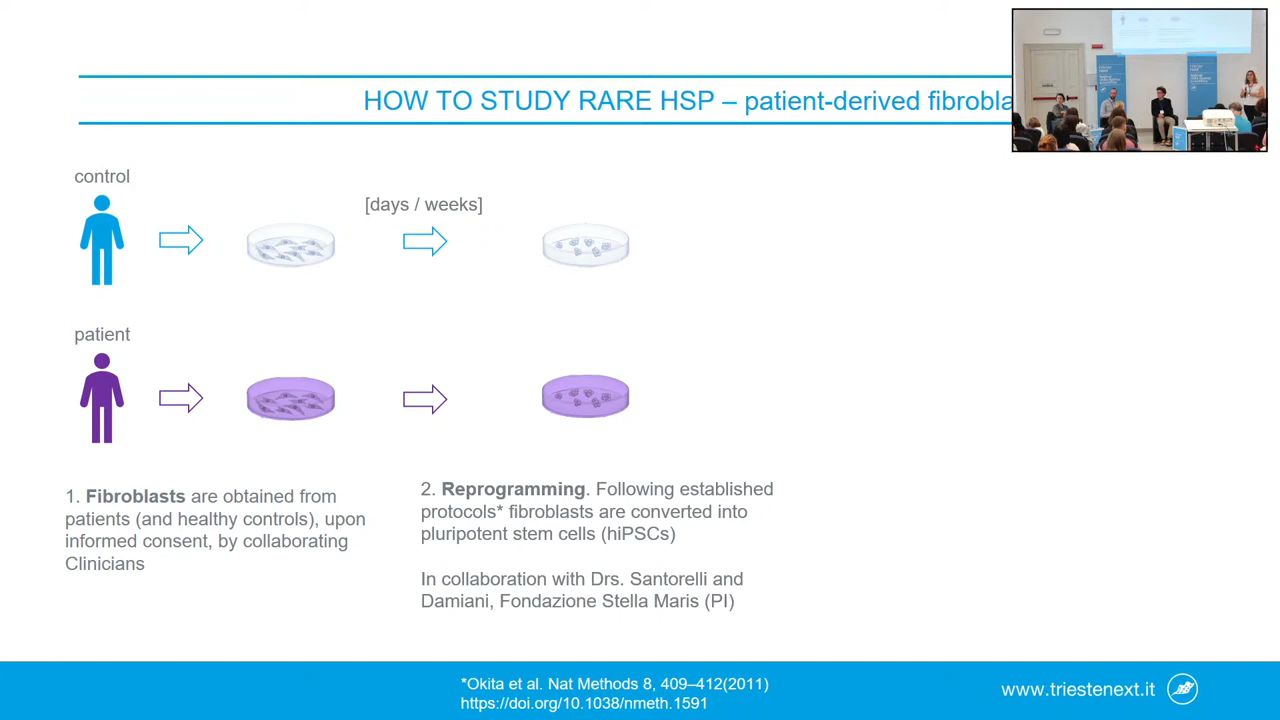 HOW TO STUDY RARE HSP – patient-derived fibrobla
control
[days / weeks]
patient
1. Fibroblasts are obtained from
patients (and healthy controls), upon
informed consent, by collaborating
Clinicians
2. Reprogramming. Following established
protocols* fibroblasts are converted into
pluripotent stem cells (hiPSCs)
In collaboration with Drs. Santorelli and
Damiani, Fondazione Stella Maris (PI)
*Okita et al. Nat Methods 8, 409–412(2011)
https://doi.org/10.1038/nmeth.1591
www.triestenext.it